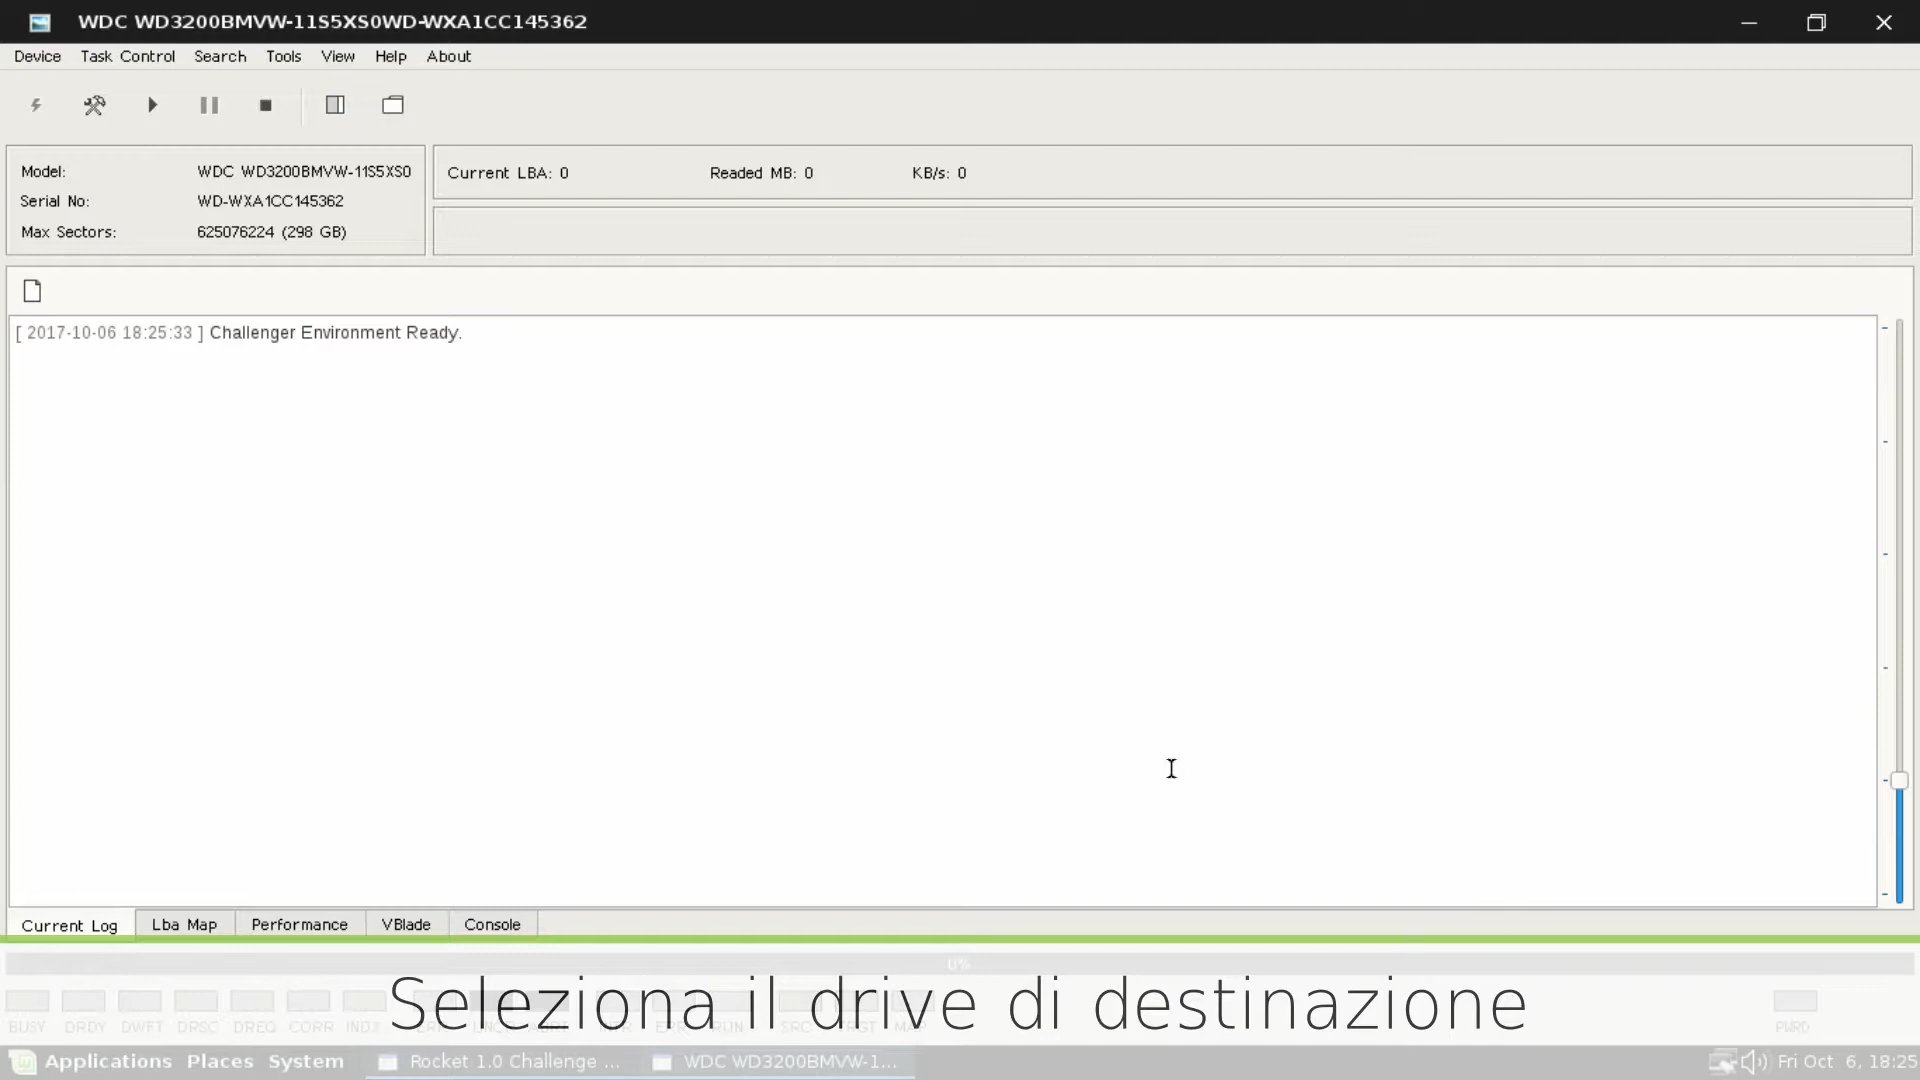 WDC WD3200BMVW-11S5XS0WD-WXA1CC145362
Device Task Control Search Tools View Help About
Model: WDC WD3200BMVW-11S5XS0
Serial No: WD-WXA1CC145362
Max Sectors: 625076224 (298 GB)
Current LBA: 0 Readed MB: 0 KB/s: 0
[ 2017-10-06 18:25:33 ] Challenger Environment Ready.
Current Log Lba Map Performance VBlade Console
0%
Seleziona il drive di destinazione
BUSY DRDY DWFT DRSC DREQ CORR INDX RUN SRC PWRD
Applications Places System Rocket 1.0 Challenge ... WDC WD3200BMVW-1... Fri Oct 6, 18:25